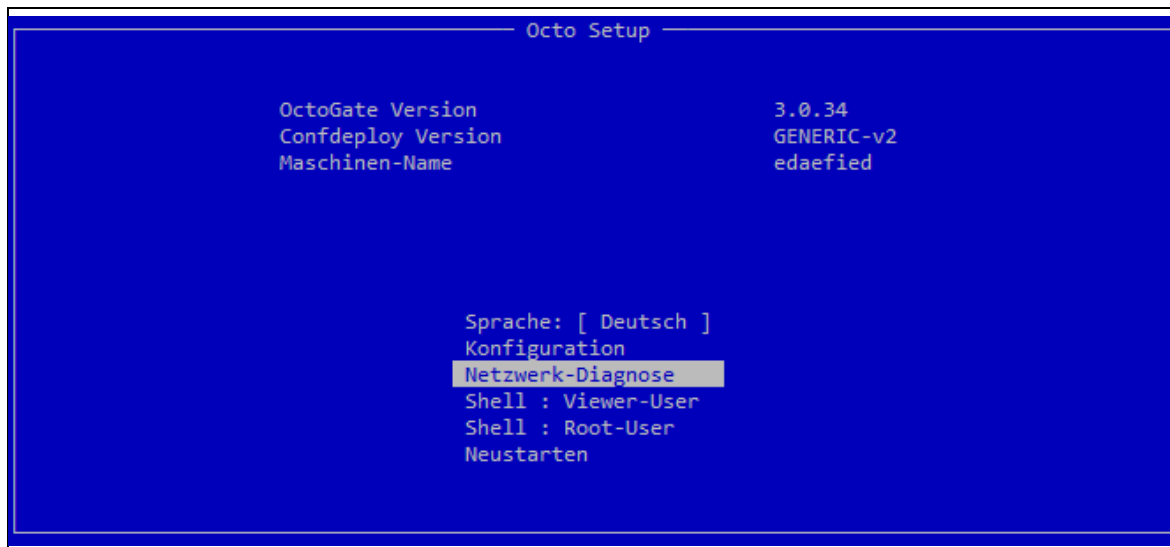 Octo Setup
OctoGate Version 3.0.34
Confdeploy Version GENERIC-v2
Maschinen-Name edaefied
Sprache: [ Deutsch ]
Konfiguration
Netzwerk-Diagnose
Shell : Viewer-User
Shell : Root-User
Neustarten